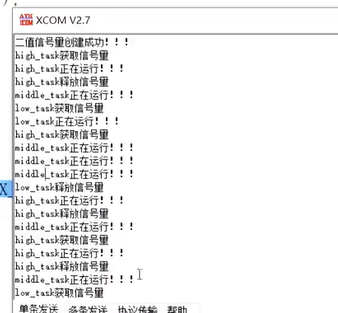 XCOM V2.7
二值信号量创建成功！！！
high_task获取信号量
high_task正在运行！！！
high_task释放信号量
middle_task正在运行！！！
low_task获取信号量
low_task正在运行！！！
high_task获取信号量
middle_task正在运行！！！
middle_task正在运行！！！
middle_task正在运行！！！
low_task释放信号量
high_task正在运行！！！
high_task释放信号量
middle_task正在运行！！！
high_task获取信号量
high_task正在运行！！！
high_task释放信号量
middle_task正在运行！！！
low_task获取信号量
单条发送 多条发送 协议传输 帮助